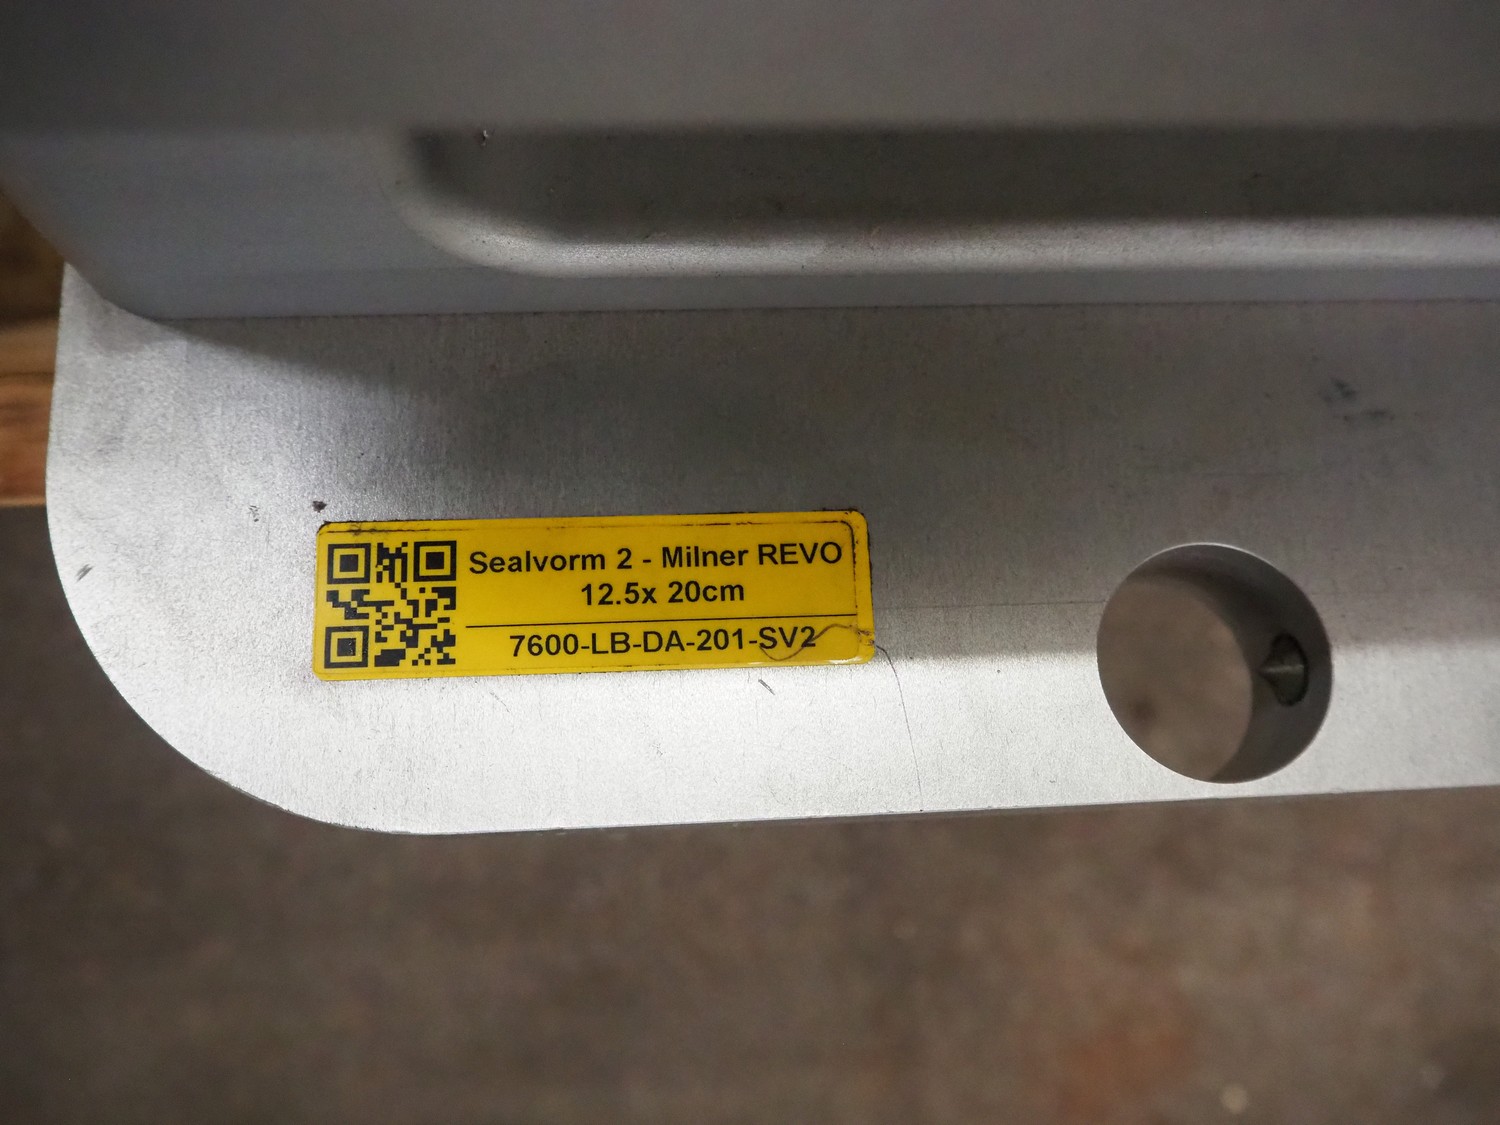 Sealvorm 2 - Milner REVO
12.5x 20cm
7600-LB-DA-201-SV2